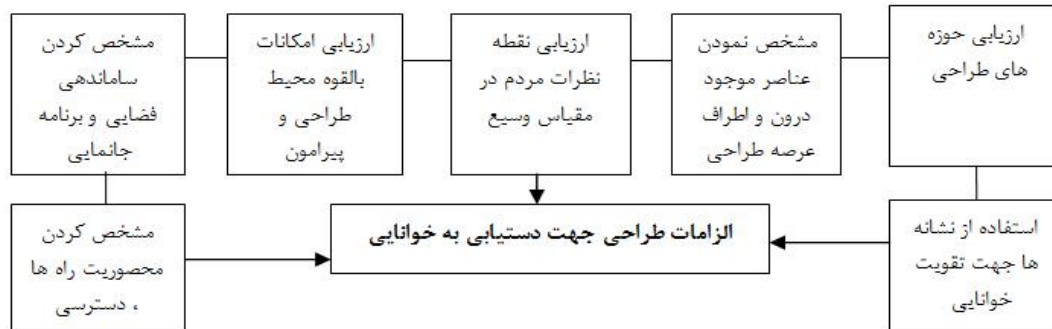 ارزیابی حوزه
های طراحی
مشخص نمودن
عناصر موجود
درون و اطراف
عرصه طراحی
ارزیابی نقطه
نظرات مردم در
مقیاس وسیع
ارزیابی امکانات
بالقوه محیط
طراحی و
پیرامون
مشخص کردن
ساماندهی
فضایی و برنامه
جانمایی
استفاده از نشانه
ها جهت تقویت
خوانایی
الزامات طراحی جهت دستیابی به خوانایی
مشخص کردن
محصوریت راه ها
، دسترسی